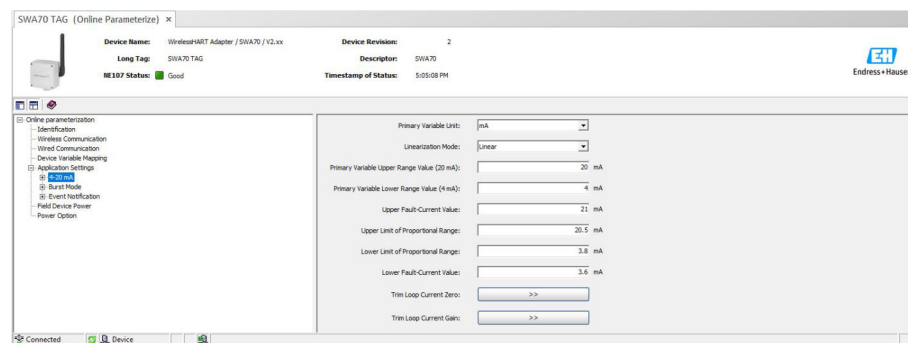 SWA70 TAG (Online Parameterize) ×
Device Name: WirelessHART Adapter / SWA70 / V2.xx Device Revision: 2
Long Tag: SWA70 TAG Descriptor: SWA70
NE107 Status: Good Timestamp of Status: 5:05:08 PM
EH
Endress+Hauser
Online parameterization
Identification
Wireless Communication
Wired Communication
Device Variable Mapping
Application Settings
4-20 mA
Burst Mode
Event Notification
Field Device Power
Power Option
Primary Variable Unit: mA
Linearization Mode: Linear
Primary Variable Upper Range Value (20 mA): 20 mA
Primary Variable Lower Range Value (4 mA): 4 mA
Upper Fault-Current Value: 21 mA
Upper Limit of Proportional Range: 20.5 mA
Lower Limit of Proportional Range: 3.8 mA
Lower Fault-Current Value: 3.6 mA
Trim Loop Current Zero: >>
Trim Loop Current Gain: >>
Connected Device